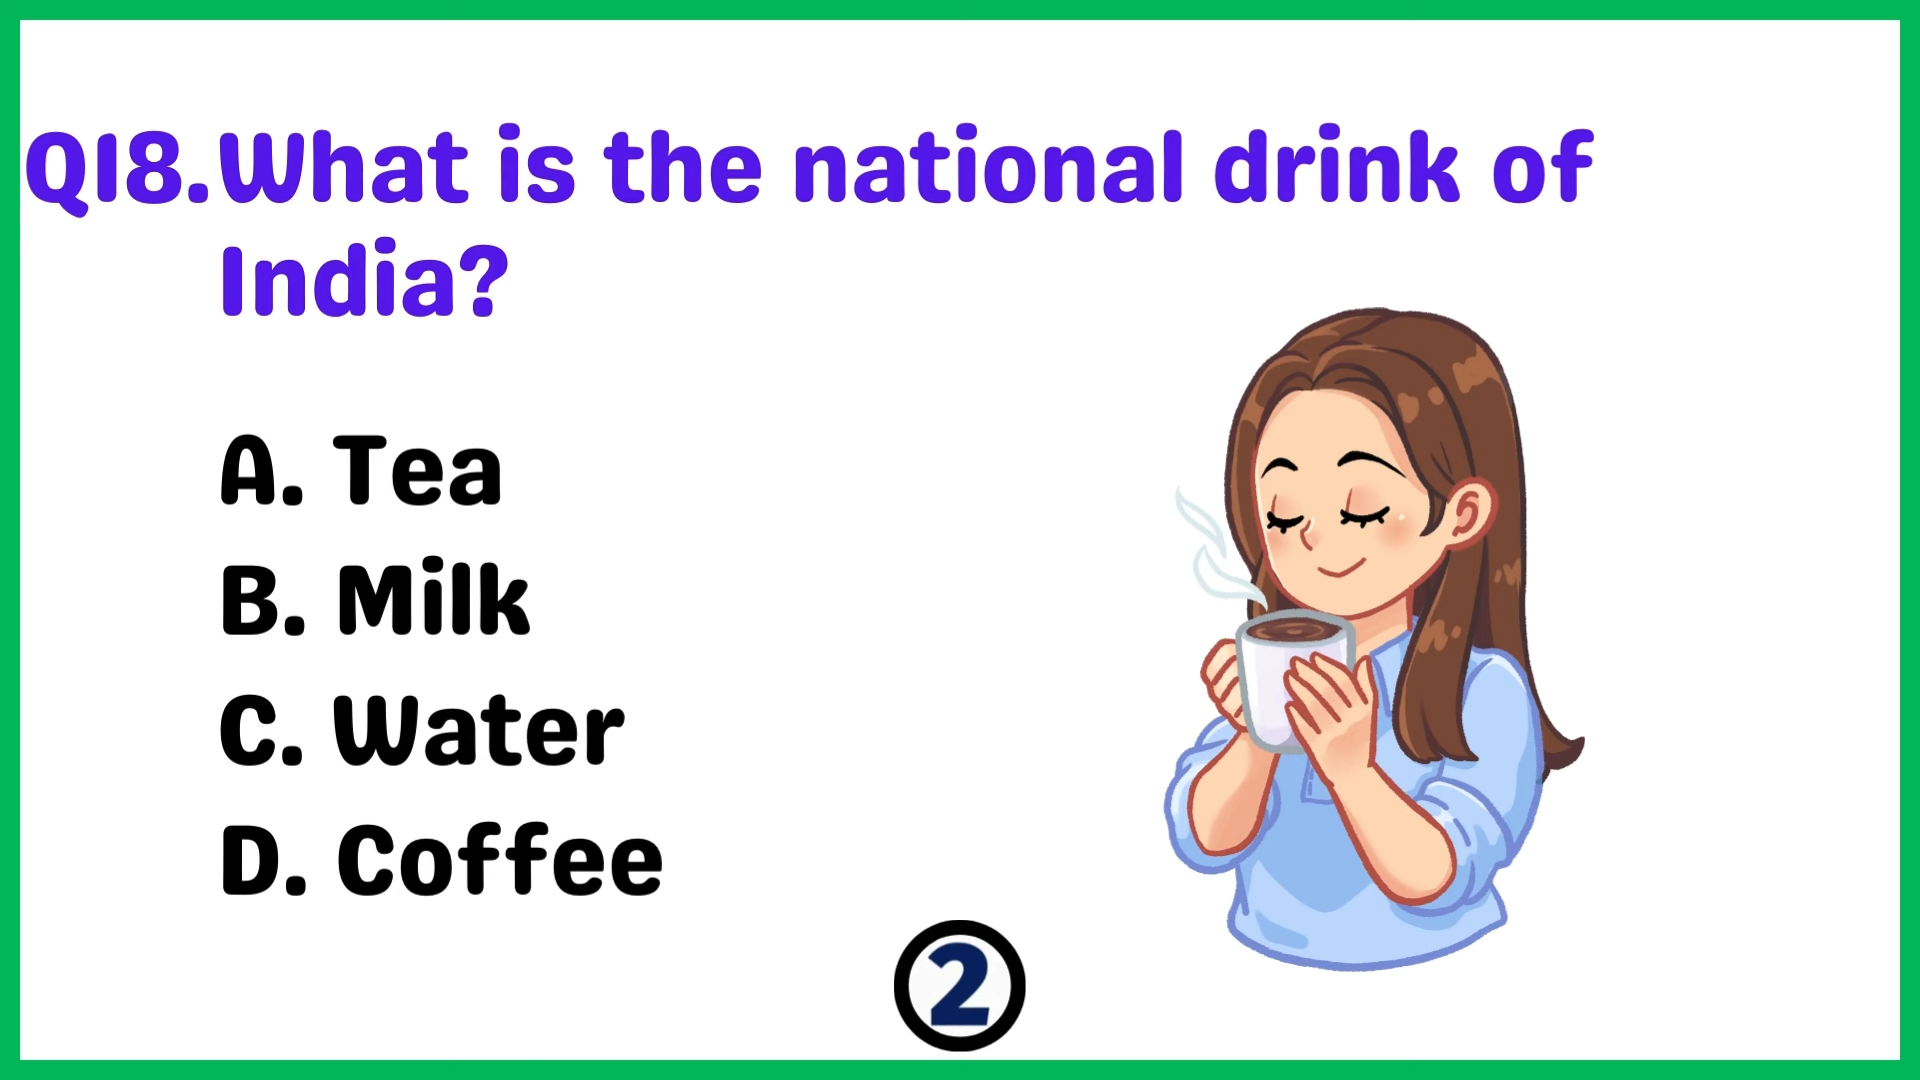 Q18.What is the national drink of
India?
A. Tea
B. Milk
C. Water
D. Coffee
2